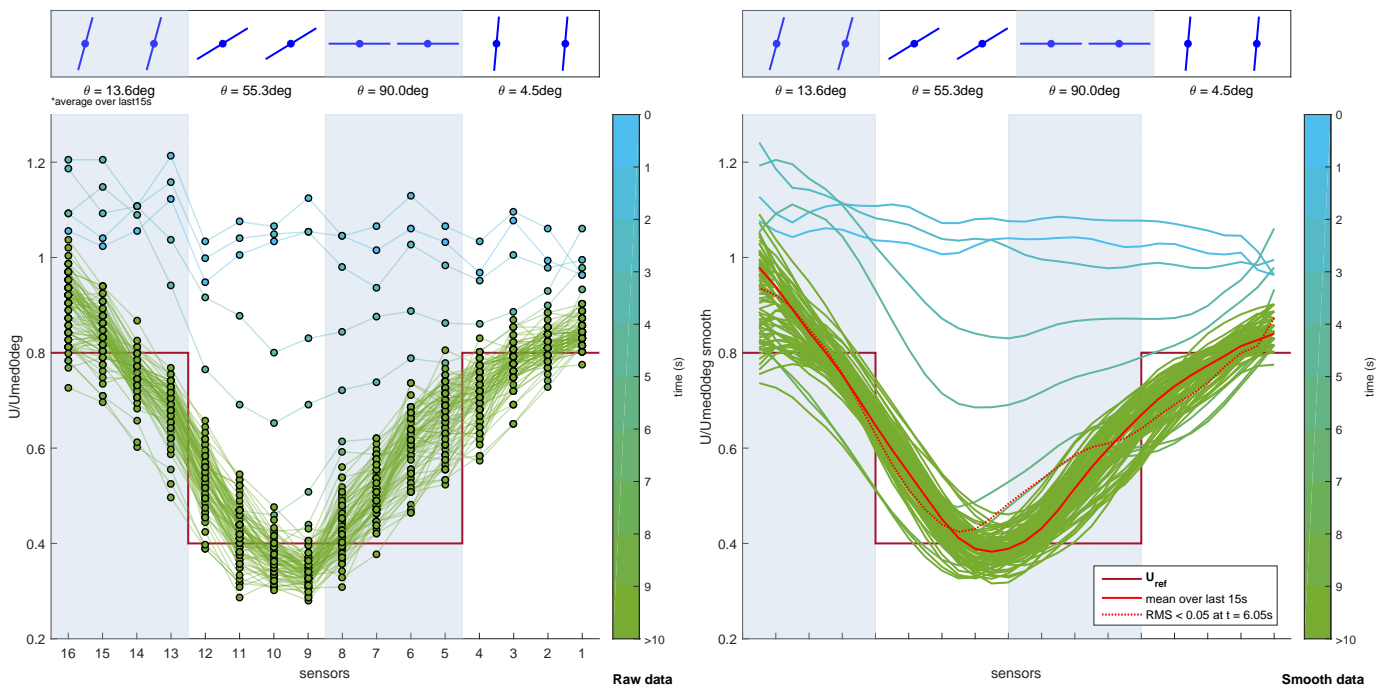 θ = 13.6deg
θ = 55.3deg
θ = 90.0deg
θ = 4.5deg
*average over last15s
U/Umed0deg
1.2
1
0.8
0.6
0.4
0.2
16 15 14 13 12 11 10 9 8 7 6 5 4 3 2 1
sensors
0
1
2
3
4
5
6
7
8
9
>10
time (s)
Raw data
θ = 13.6deg
θ = 55.3deg
θ = 90.0deg
θ = 4.5deg
U/Umed0deg smooth
1.2
1
0.8
0.6
0.4
0.2
U_ref
mean over last 15s
RMS < 0.05 at t = 6.05s
sensors
0
1
2
3
4
5
6
7
8
9
>10
time (s)
Smooth data